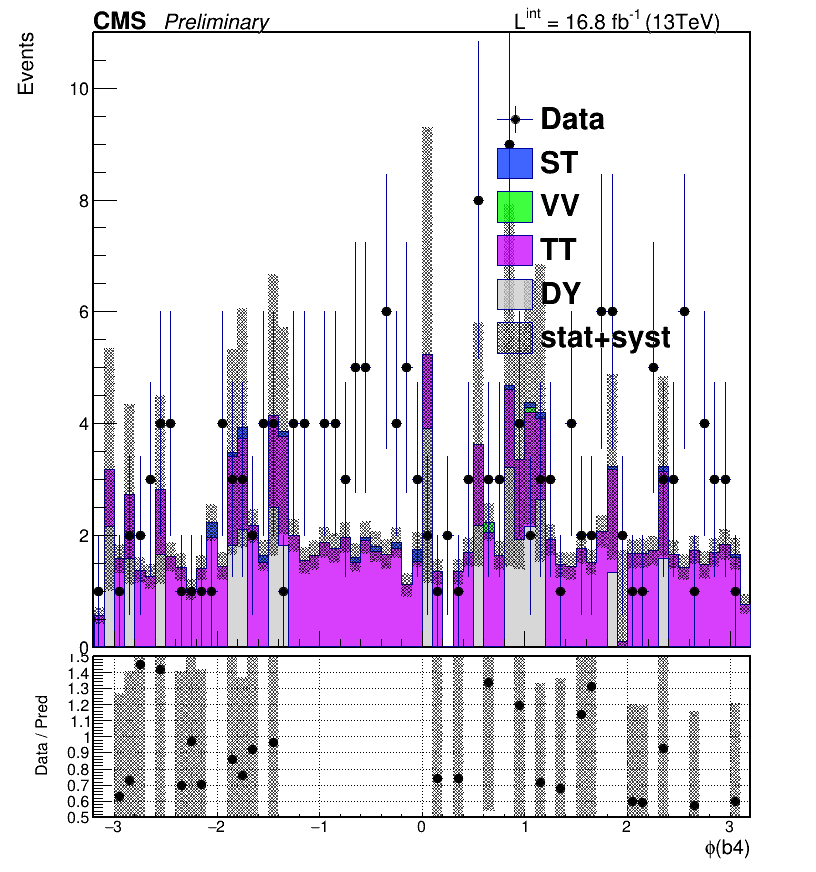 CMS Preliminary L^int = 16.8 fb^-1 (13TeV)
Events
10
8
6
4
2
0
Data
ST
VV
TT
DY
stat+syst
Data / Pred
1.5
1.4
1.3
1.2
1.1
1
0.9
0.8
0.7
0.6
0.5
−3 −2 −1 0 1 2 3
ϕ(b4)